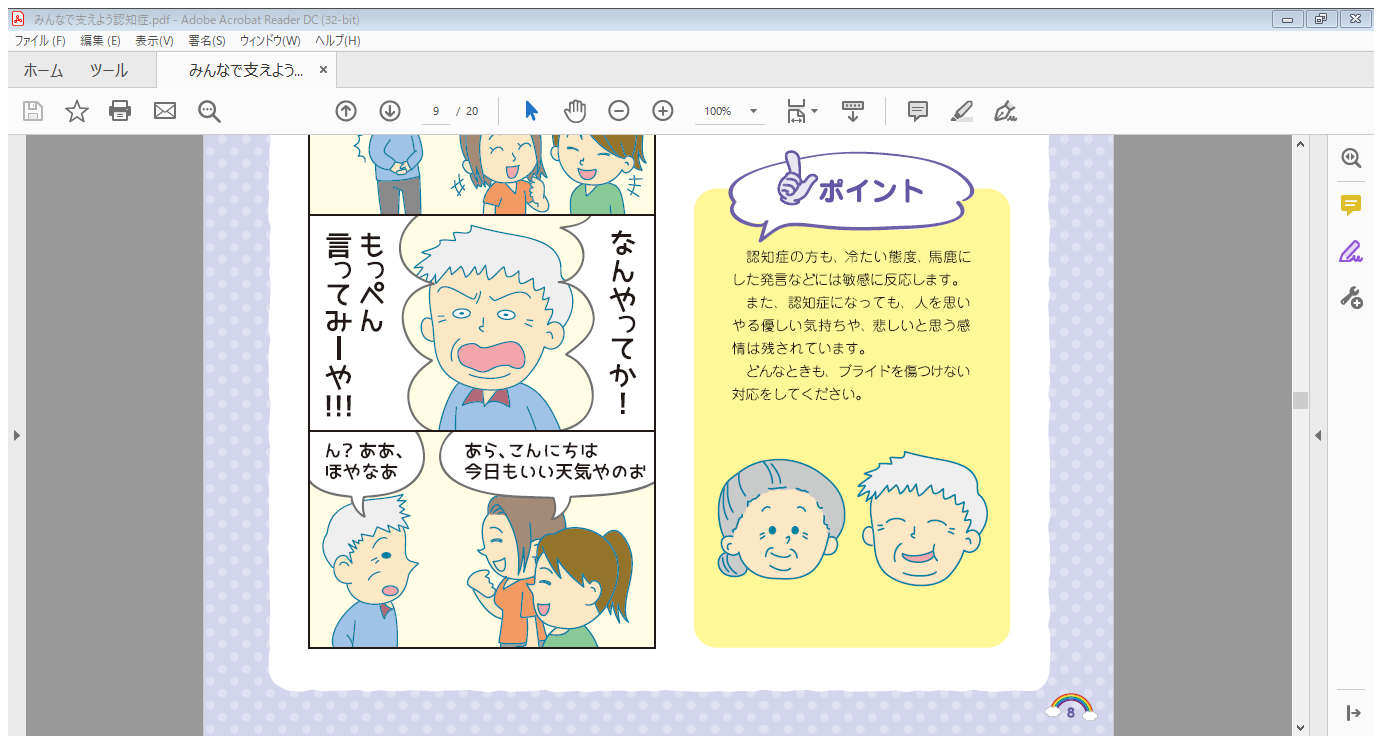 みんなで支えよう認知症.pdf - Adobe Acrobat Reader DC (32-bit)
ファイル(F) 編集(E) 表示(V) 署名(S) ウィンドウ(W) ヘルプ(H)
ホーム ツール みんなで支えよう... ×
9 / 20 100%
なんやってか!
もっぺん
言ってみーや!!!
あら、こんにちは
今日もいい天気やのお
ん? ああ、
ほやなあ
ポイント
認知症の方も、冷たい態度、馬鹿に
した発言などには敏感に反応します。
また、認知症になっても、人を思い
やる優しい気持ちや、悲しいと思う感
情は残されています。
どんなときも、プライドを傷つけない
対応をしてください。
8